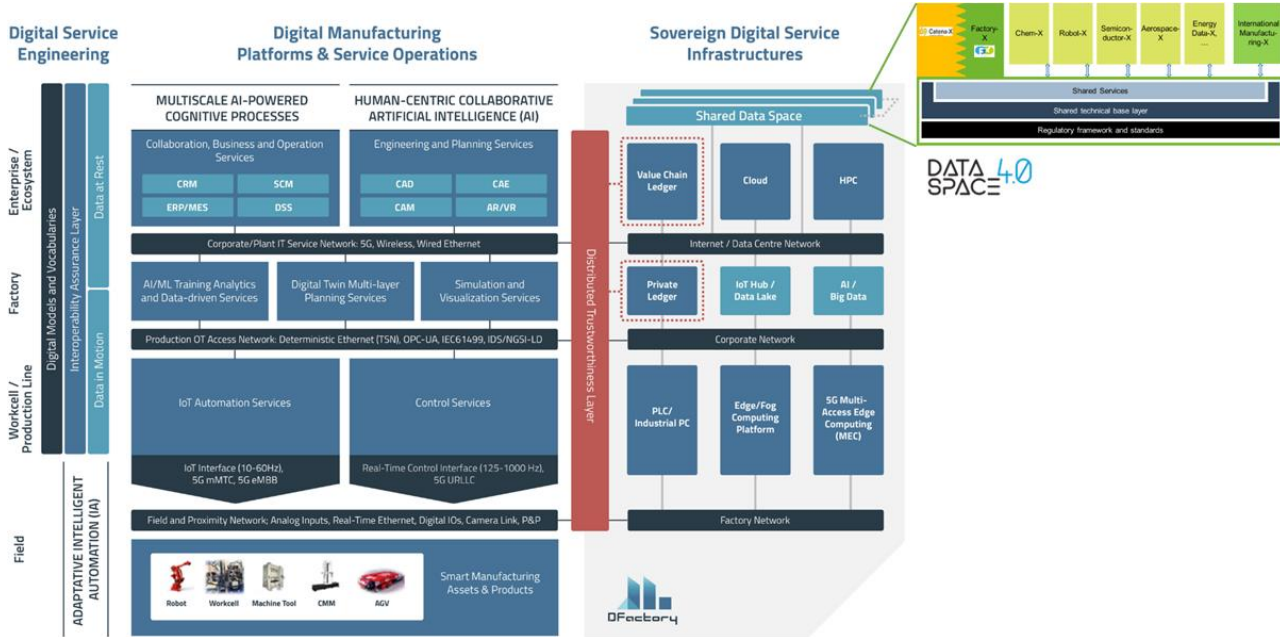 Digital Service
Engineering
Digital Manufacturing
Platforms & Service Operations
Sovereign Digital Service
Infrastructures
Enterprise /
Ecosystem
Factory
Workcell /
Production Line
Field
Digital Models and Vocabularies
Interoperability Assurance Layer
Data at Rest
Data in Motion
ADAPTATIVE INTELLIGENT
AUTOMATION (IA)
MULTISCALE AI-POWERED
COGNITIVE PROCESSES
HUMAN-CENTRIC COLLABORATIVE
ARTIFICIAL INTELLIGENCE (AI)
Collaboration, Business and Operation
Services
CRM
SCM
ERP/MES
DSS
Engineering and Planning Services
CAD
CAE
CAM
AR/VR
Corporate/Plant IT Service Network: 5G, Wireless, Wired Ethernet
AI/ML Training Analytics
and Data-driven Services
Digital Twin Multi-layer
Planning Services
Simulation and
Visualization Services
Production OT Access Network: Deterministic Ethernet (TSN), OPC-UA, IEC61499, IDS/NGSI-LD
IoT Automation Services
Control Services
IoT Interface (10-60Hz),
5G mMTC, 5G eMBB
Real-Time Control Interface (125-1000 Hz),
5G URLLC
Field and Proximity Network; Analog Inputs, Real-Time Ethernet, Digital IOs, Camera Link, P&P
Robot
Workcell
Machine Tool
CMM
AGV
Smart Manufacturing
Assets & Products
Distributed Trustworthiness Layer
Shared Data Space
Value Chain
Ledger
Cloud
HPC
Internet / Data Centre Network
Private
Ledger
IoT Hub /
Data Lake
AI /
Big Data
Corporate Network
PLC/
Industrial PC
Edge/Fog
Computing
Platform
5G Multi-
Access Edge
Computing
(MEC)
Factory Network
DFactory
Catena-X
Factory-
X
Chem-X
Robot-X
Semicon-
ductor-X
Aerospace-
X
Energy
Data-X,
...
International
Manufactu-
ring-X
Shared Services
Shared technical base layer
Regulatory framework and standards
DATA
SPACE 4.0